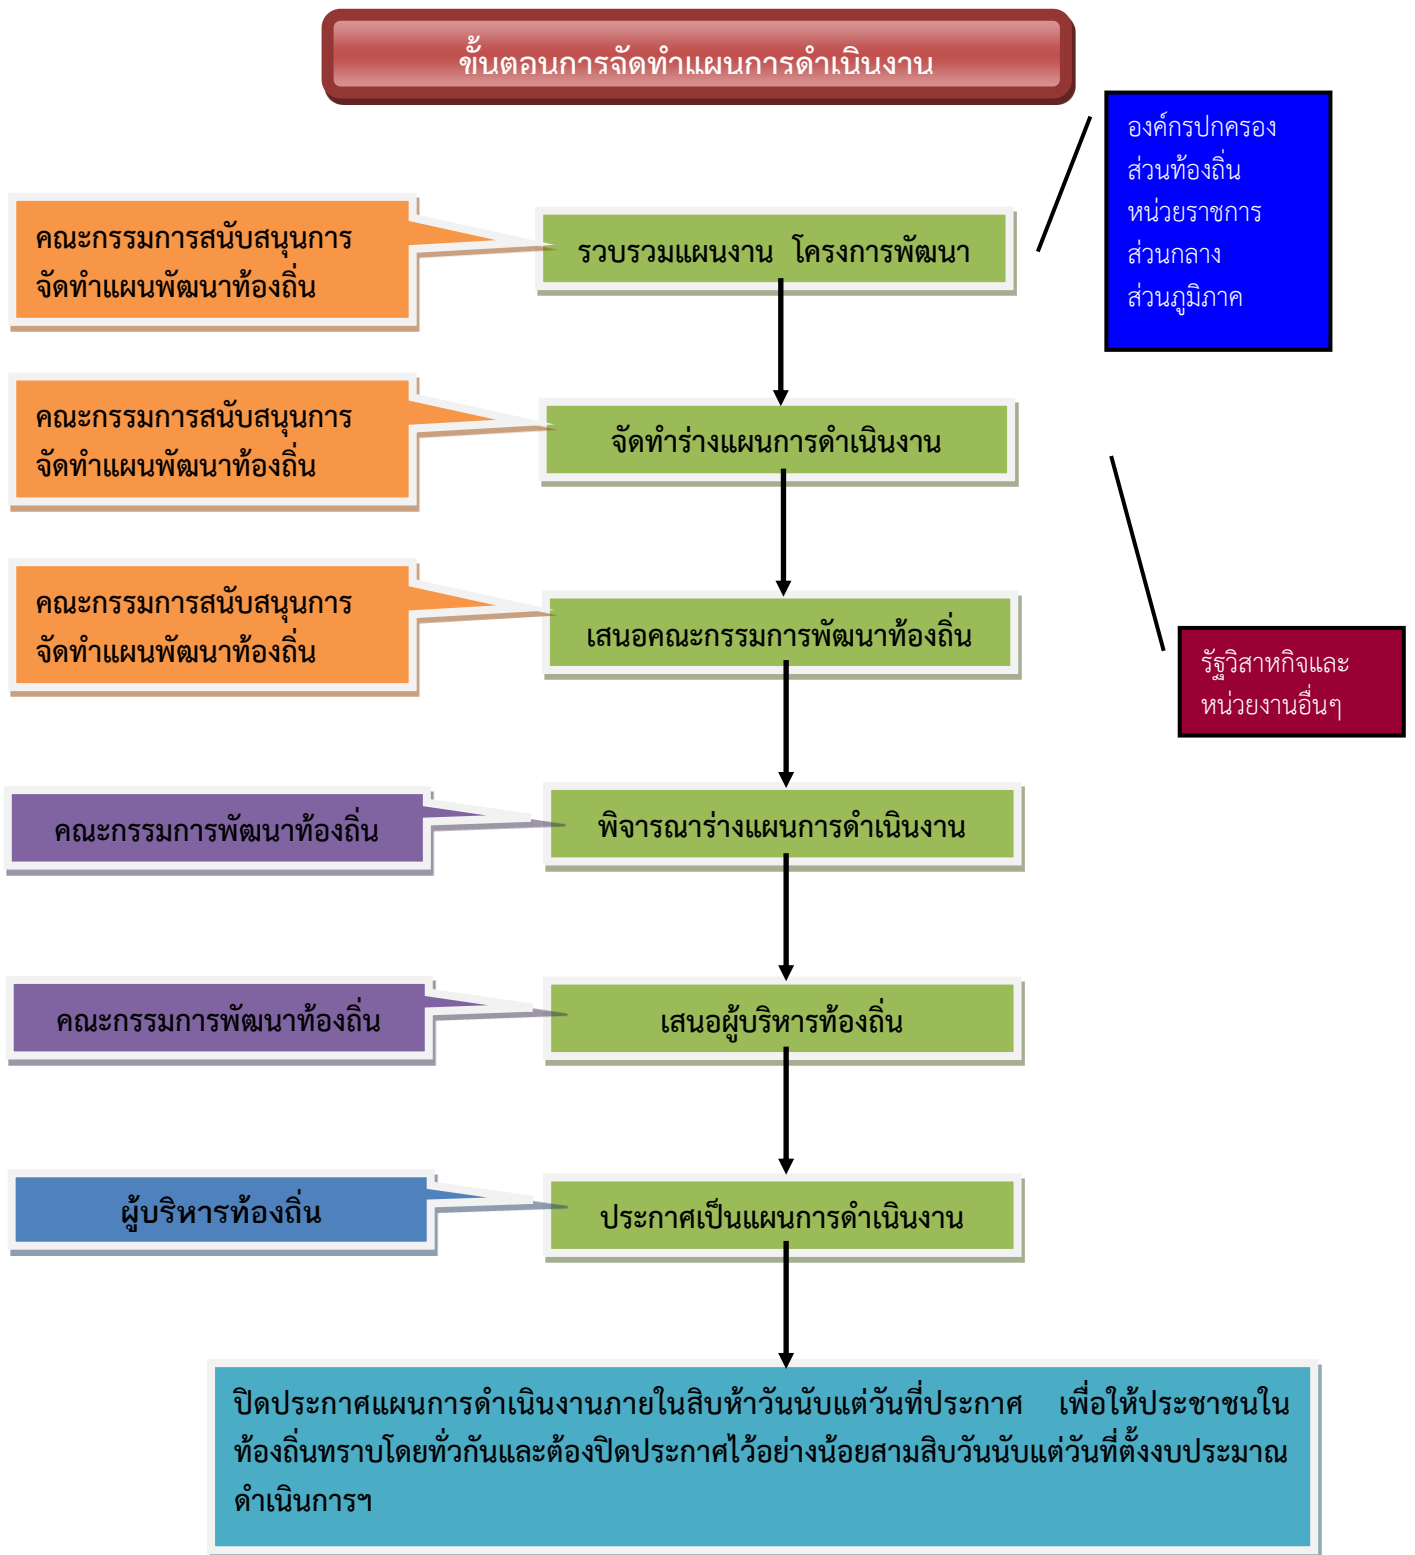 ขั้นตอนการจัดทำแผนการดำเนินงาน
องค์กรปกครอง
ส่วนท้องถิ่น
หน่วยราชการ
ส่วนกลาง
ส่วนภูมิภาค
คณะกรรมการสนับสนุนการ
จัดทำแผนพัฒนาท้องถิ่น
รวบรวมแผนงาน โครงการพัฒนา
คณะกรรมการสนับสนุนการ
จัดทำแผนพัฒนาท้องถิ่น
จัดทำร่างแผนการดำเนินงาน
คณะกรรมการสนับสนุนการ
จัดทำแผนพัฒนาท้องถิ่น
เสนอคณะกรรมการพัฒนาท้องถิ่น
รัฐวิสาหกิจและ
หน่วยงานอื่นๆ
คณะกรรมการพัฒนาท้องถิ่น
พิจารณาร่างแผนการดำเนินงาน
คณะกรรมการพัฒนาท้องถิ่น
เสนอผู้บริหารท้องถิ่น
ผู้บริหารท้องถิ่น
ประกาศเป็นแผนการดำเนินงาน
ปิดประกาศแผนการดำเนินงานภายในสิบห้าวันนับแต่วันที่ประกาศ เพื่อให้ประชาชนใน
ท้องถิ่นทราบโดยทั่วกันและต้องปิดประกาศไว้อย่างน้อยสามสิบวันนับแต่วันที่ตั้งงบประมาณ
ดำเนินการฯ